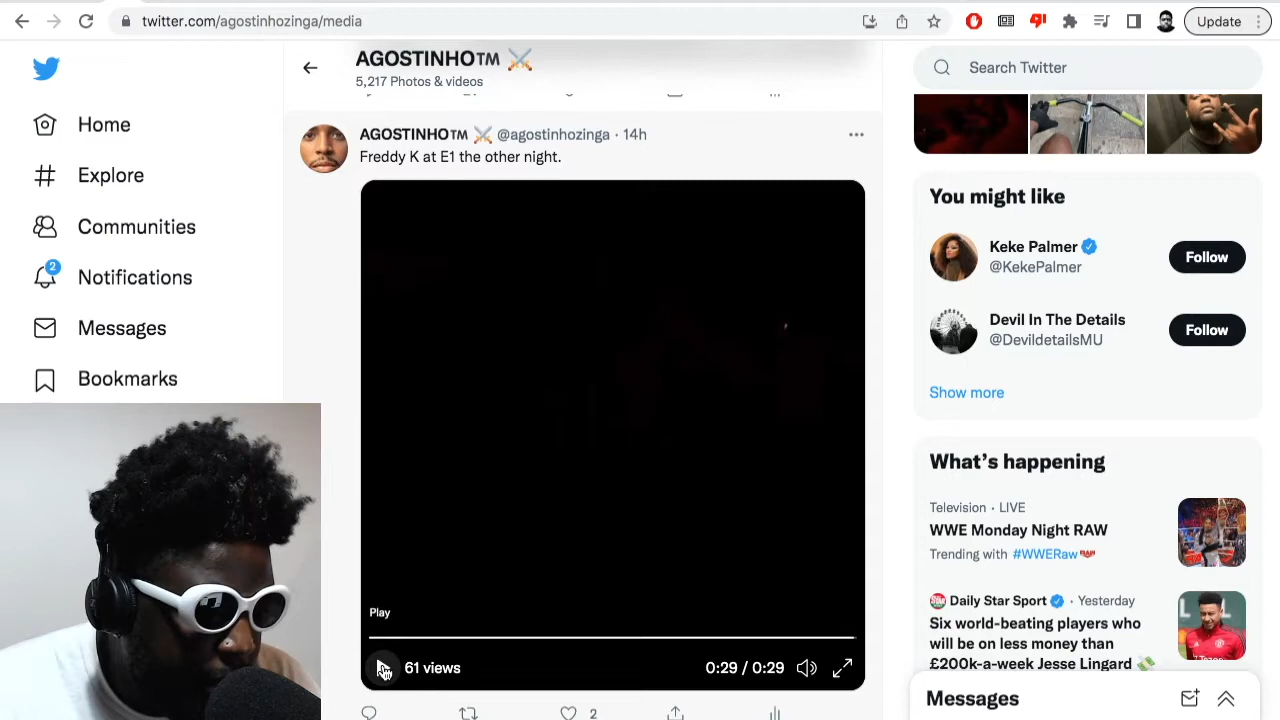 twitter.com/agostinhozinga/media
Update
AGOSTINHO™ ⚔️
5,217 Photos & videos
Search Twitter
Home
Explore
Communities
2
Notifications
Messages
Bookmarks
AGOSTINHO™ ⚔️ @agostinhozinga · 14h
Freddy K at E1 the other night.
Play
61 views
0:29 / 0:29
2
You might like
Keke Palmer
@KekePalmer
Follow
Devil In The Details
@DevildetailsMU
Follow
Show more
What's happening
Television · LIVE
WWE Monday Night RAW
Trending with #WWERaw
Daily Star Sport · Yesterday
Six world-beating players who
will be on less money than
£200k-a-week Jesse Lingard 💸
Messages